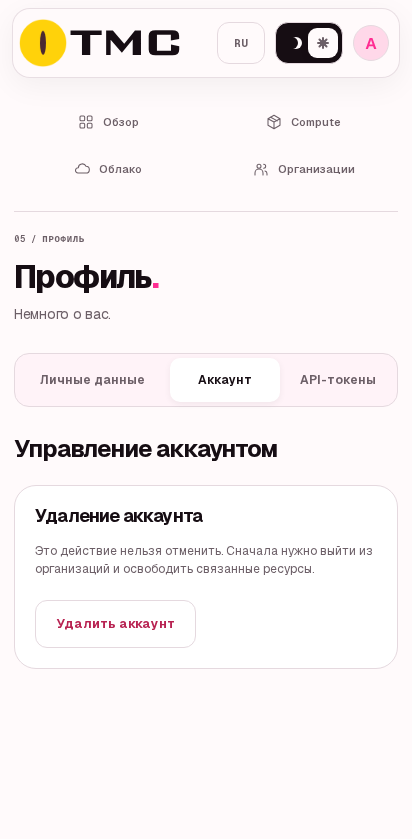 TMC
RU
A
Обзор
Compute
Облако
Организации
05 / ПРОФИЛЬ
Профиль.
Немного о вас.
Личные данные
Аккаунт
API-токены
Управление аккаунтом
Удаление аккаунта
Это действие нельзя отменить. Сначала нужно выйти из
организаций и освободить связанные ресурсы.
Удалить аккаунт